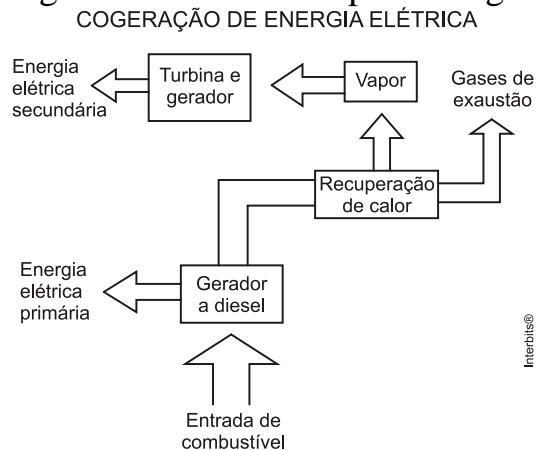 COGERAÇÃO DE ENERGIA ELÉTRICA
Energia
elétrica
secundária
Turbina e
gerador
Vapor
Gases de
exaustão
Recuperação
de calor
Energia
elétrica
primária
Gerador
a diesel
Entrada de
combustível
Interbits®